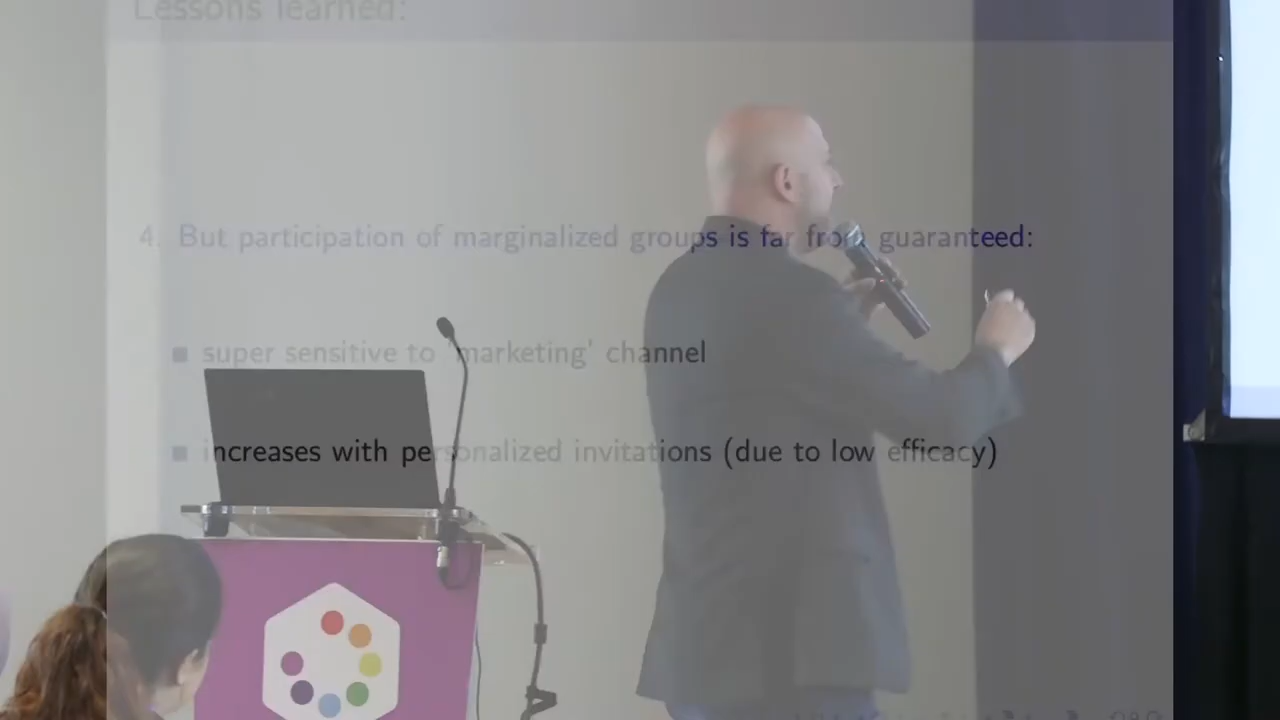 Lessons learned:
4. But participation of marginalized groups is far from guaranteed:
■ super sensitive to 'marketing' channel
■ increases with personalized invitations (due to low efficacy)